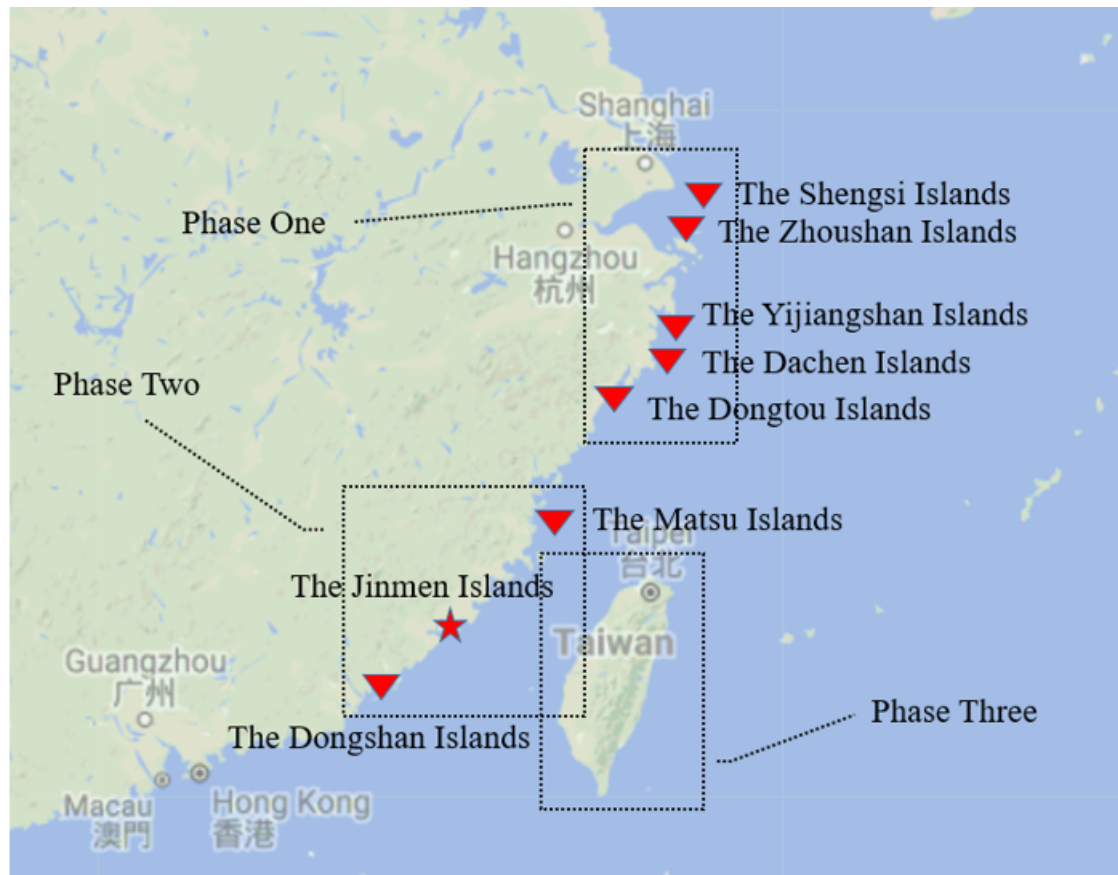 Shanghai
上海
The Shengsi Islands
Phase One
The Zhoushan Islands
Hangzhou
杭州
The Yijiangshan Islands
The Dachen Islands
Phase Two
The Dongtou Islands
The Matsu Islands
Taipei
台北
The Jinmen Islands
Taiwan
Guangzhou
广州
Phase Three
The Dongshan Islands
Macau
澳門
Hong Kong
香港